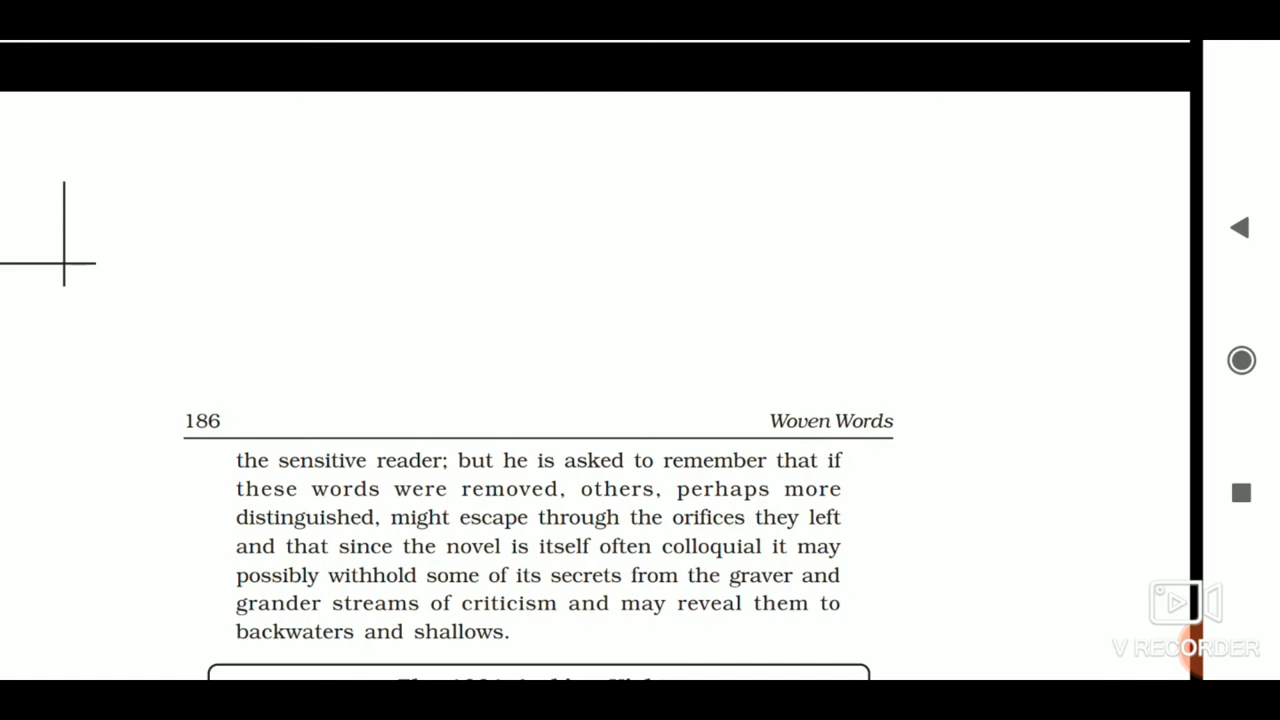 186 Woven Words
the sensitive reader; but he is asked to remember that if
these words were removed, others, perhaps more
distinguished, might escape through the orifices they left
and that since the novel is itself often colloquial it may
possibly withhold some of its secrets from the graver and
grander streams of criticism and may reveal them to
backwaters and shallows.
V RECORDER